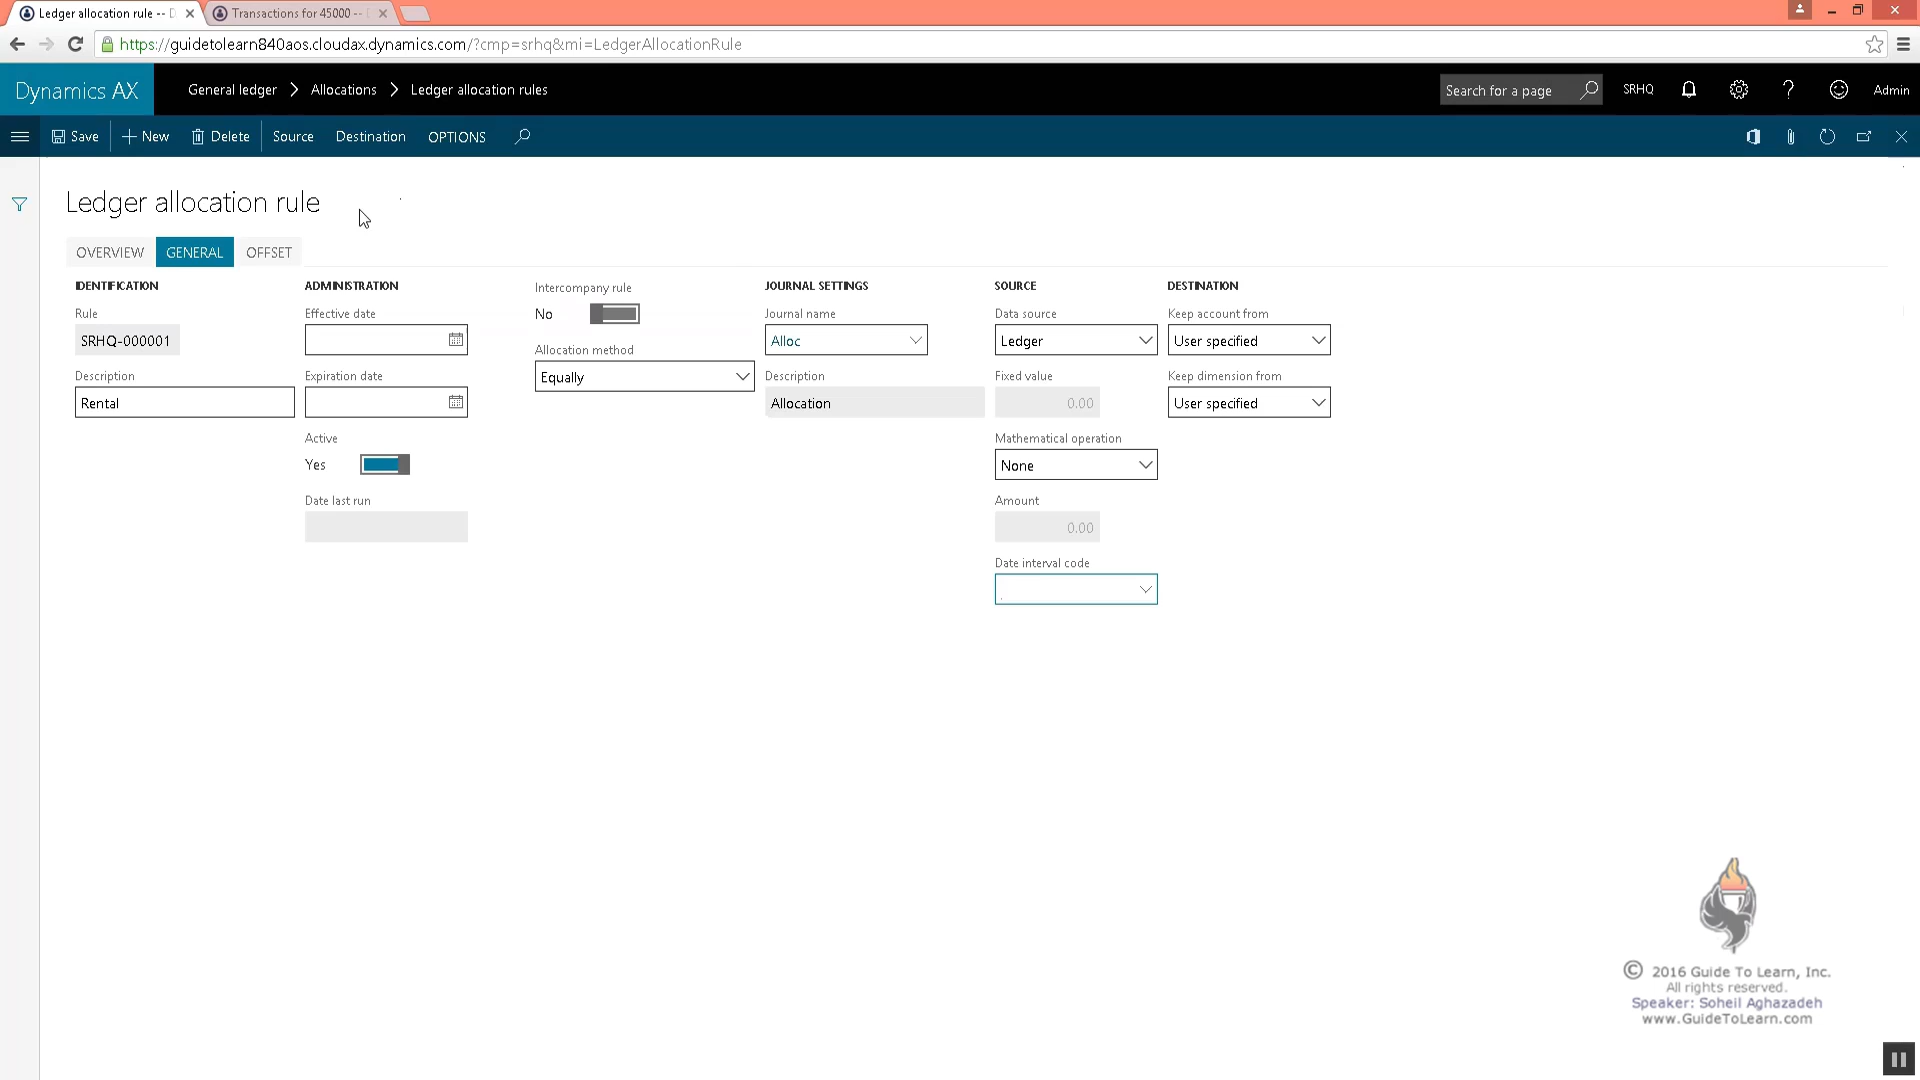 Ledger allocation rule -- D
Transactions for 45000 --
https://guidetolearn840aos.cloudax.dynamics.com/?cmp=srhq&mi=LedgerAllocationRule
Dynamics AX
General ledger > Allocations > Ledger allocation rules
Search for a page
SRHQ
?
Admin
Save
New
Delete
Source
Destination
OPTIONS
Ledger allocation rule
OVERVIEW
GENERAL
OFFSET
IDENTIFICATION
Rule
SRHQ-000001
Description
Rental
ADMINISTRATION
Effective date
Expiration date
Active
Yes
Date last run
Intercompany rule
No
Allocation method
Equally
JOURNAL SETTINGS
Journal name
Alloc
Description
Allocation
SOURCE
Data source
Ledger
Fixed value
0.00
Mathematical operation
None
Amount
0.00
Date interval code
DESTINATION
Keep account from
User specified
Keep dimension from
User specified
© 2016 Guide To Learn, Inc.
All rights reserved.
Speaker: Soheil Aghazadeh
www.GuideToLearn.com